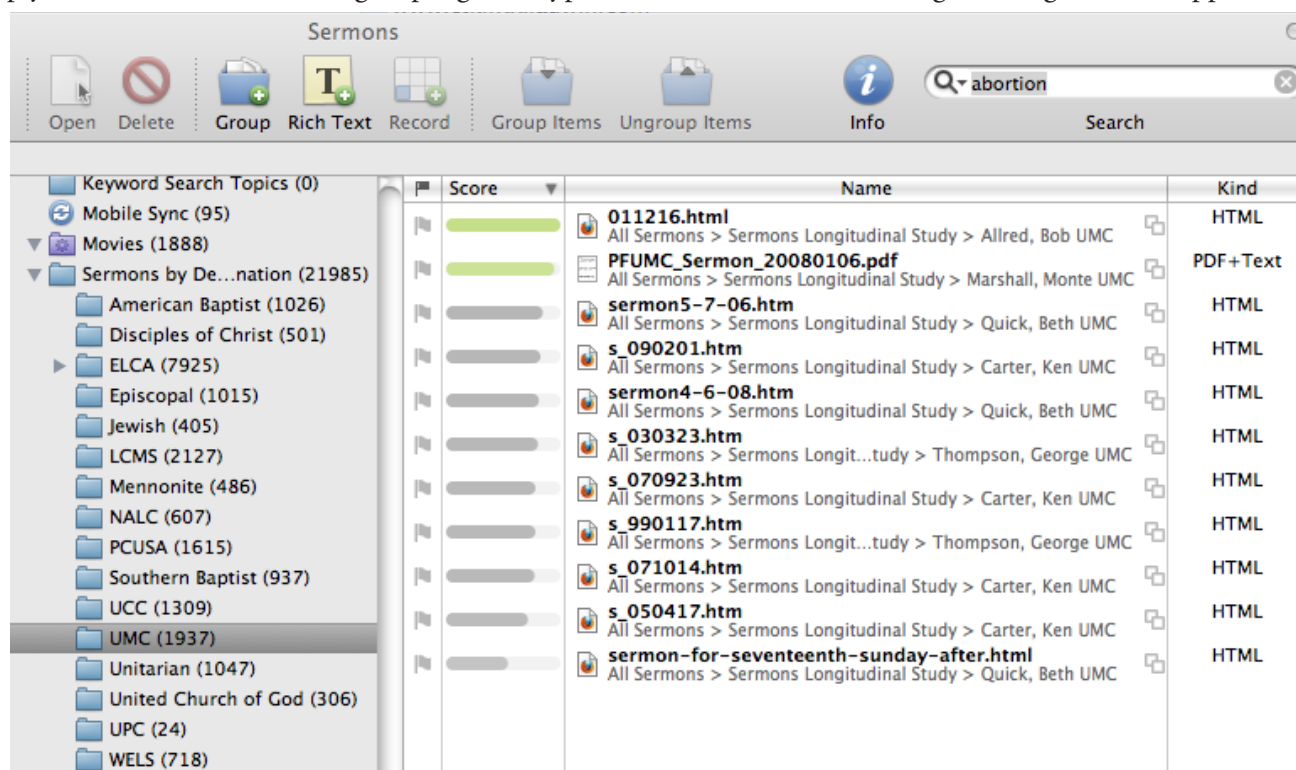 Sermons
Open Delete Group Rich Text Record Group Items Ungroup Items Info Search
abortion
Keyword Search Topics (0)
Mobile Sync (95)
Movies (1888)
Sermons by De...nation (21985)
American Baptist (1026)
Disciples of Christ (501)
ELCA (7925)
Episcopal (1015)
Jewish (405)
LCMS (2127)
Mennonite (486)
NALC (607)
PCUSA (1615)
Southern Baptist (937)
UCC (1309)
UMC (1937)
Unitarian (1047)
United Church of God (306)
UPC (24)
WELS (718)
Score Name Kind
011216.html HTML
All Sermons > Sermons Longitudinal Study > Allred, Bob UMC
PFUMC_Sermon_20080106.pdf PDF+Text
All Sermons > Sermons Longitudinal Study > Marshall, Monte UMC
sermon5-7-06.htm HTML
All Sermons > Sermons Longitudinal Study > Quick, Beth UMC
s_090201.htm HTML
All Sermons > Sermons Longitudinal Study > Carter, Ken UMC
sermon4-6-08.htm HTML
All Sermons > Sermons Longitudinal Study > Quick, Beth UMC
s_030323.htm HTML
All Sermons > Sermons Longit...tudy > Thompson, George UMC
s_070923.htm HTML
All Sermons > Sermons Longitudinal Study > Carter, Ken UMC
s_990117.htm HTML
All Sermons > Sermons Longit...tudy > Thompson, George UMC
s_071014.htm HTML
All Sermons > Sermons Longitudinal Study > Carter, Ken UMC
s_050417.htm HTML
All Sermons > Sermons Longitudinal Study > Carter, Ken UMC
sermon-for-seventeenth-sunday-after.html HTML
All Sermons > Sermons Longitudinal Study > Quick, Beth UMC